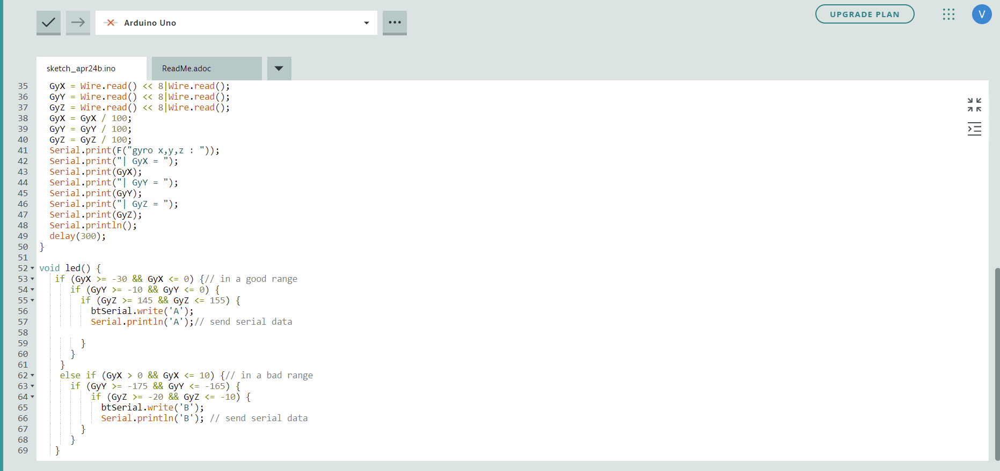 Arduino Uno
•••
UPGRADE PLAN
V
sketch_apr24b.ino
ReadMe.adoc
35 GyX = Wire.read() << 8|Wire.read();
36 GyY = Wire.read() << 8|Wire.read();
37 GyZ = Wire.read() << 8|Wire.read();
38 GyX = GyX / 100;
39 GyY = GyY / 100;
40 GyZ = GyZ / 100;
41 Serial.print(F("gyro x,y,z : "));
42 Serial.print("| GyX = ");
43 Serial.print(GyX);
44 Serial.print("| GyY = ");
45 Serial.print(GyY);
46 Serial.print("| GyZ = ");
47 Serial.print(GyZ);
48 Serial.println();
49 delay(300);
50 }
51
52 void led() {
53 if (GyX >= -30 && GyX <= 0) {// in a good range
54 if (GyY >= -10 && GyY <= 0) {
55 if (GyZ >= 145 && GyZ <= 155) {
56 btSerial.write('A');
57 Serial.println('A');// send serial data
58
59 }
60 }
61 }
62 else if (GyX > 0 && GyX <= 10) {// in a bad range
63 if (GyY >= -175 && GyY <= -165) {
64 if (GyZ >= -20 && GyZ <= -10) {
65 btSerial.write('B');
66 Serial.println('B'); // send serial data
67 }
68 }
69 }